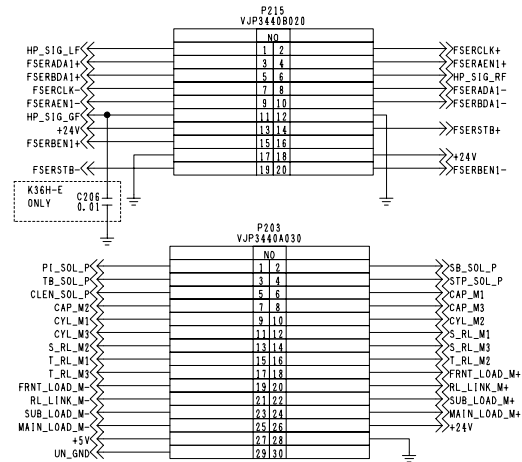 P215
VJP3440B020
NO
HP_SIG_LF 1 2 FSERCLK+
FSERADA1+ 3 4 FSERAEN1+
FSERBDA1+ 5 6 HP_SIG_RF
FSERCLK- 7 8 FSERADA1-
FSERAEN1- 9 10 FSERBDA1-
HP_SIG_GF 11 12
+24V 13 14 FSERSTB+
FSERBEN1+ 15 16
17 18 +24V
FSERSTB- 19 20 FSERBEN1-
K36H-E
ONLY
C206
0.01
P203
VJP3440A030
NO
PI_SOL_P 1 2 SB_SOL_P
TB_SOL_P 3 4 STP_SOL_P
CLEN_SOL_P 5 6 CAP_M1
CAP_M2 7 8 CAP_M3
CYL_M1 9 10 CYL_M2
CYL_M3 11 12 S_RL_M1
S_RL_M2 13 14 S_RL_M3
T_RL_M1 15 16 T_RL_M2
T_RL_M3 17 18 FRNT_LOAD_M+
FRNT_LOAD_M- 19 20 RL_LINK_M+
RL_LINK_M- 21 22 SUB_LOAD_M+
SUB_LOAD_M- 23 24 MAIN_LOAD_M+
MAIN_LOAD_M- 25 26 +24V
+5V 27 28
UN_GND 29 30